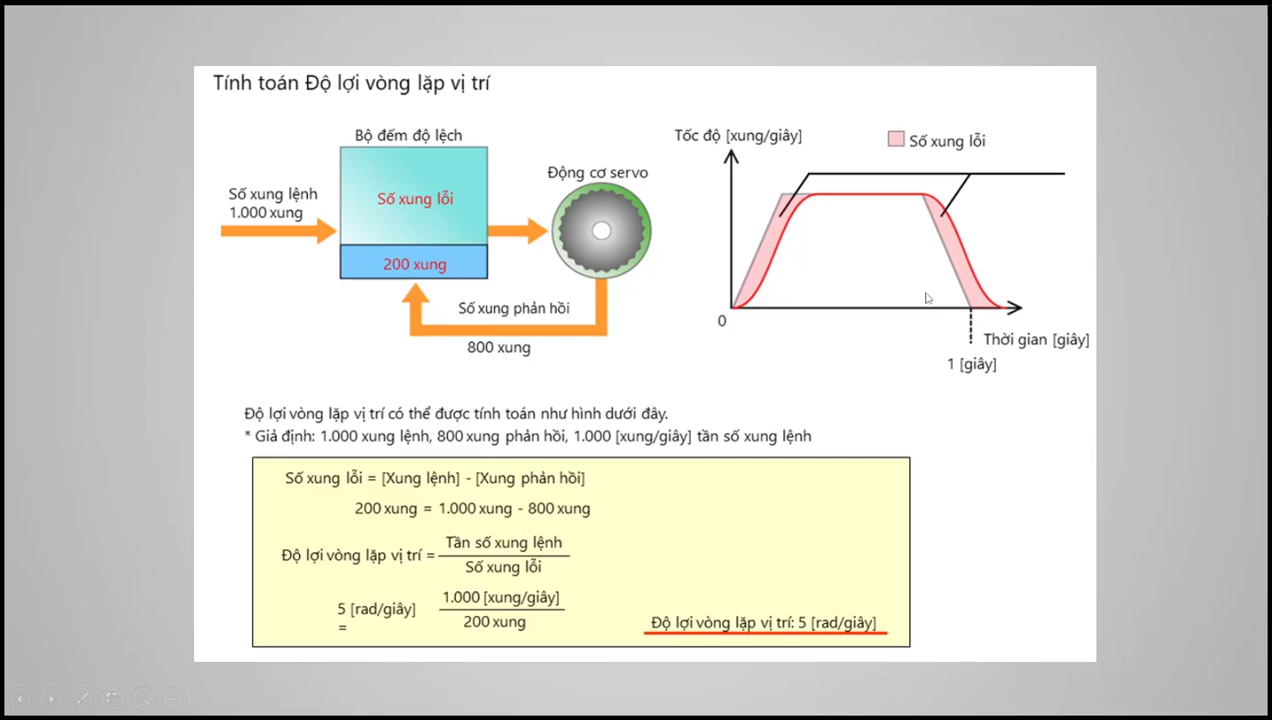 Tính toán Độ lợi vòng lặp vị trí
Bộ đếm độ lệch
Số xung lệnh
1.000 xung
Số xung lỗi
200 xung
Động cơ servo
Số xung phản hồi
800 xung
Tốc độ [xung/giây]
Số xung lỗi
0
Thời gian [giây]
1 [giây]
Độ lợi vòng lặp vị trí có thể được tính toán như hình dưới đây.
* Giả định: 1.000 xung lệnh, 800 xung phản hồi, 1.000 [xung/giây] tần số xung lệnh
Số xung lỗi = [Xung lệnh] - [Xung phản hồi]
200 xung = 1.000 xung - 800 xung
Độ lợi vòng lặp vị trí = Tần số xung lệnh
Số xung lỗi
5 [rad/giây] 1.000 [xung/giây]
= 200 xung
Độ lợi vòng lặp vị trí: 5 [rad/giây]